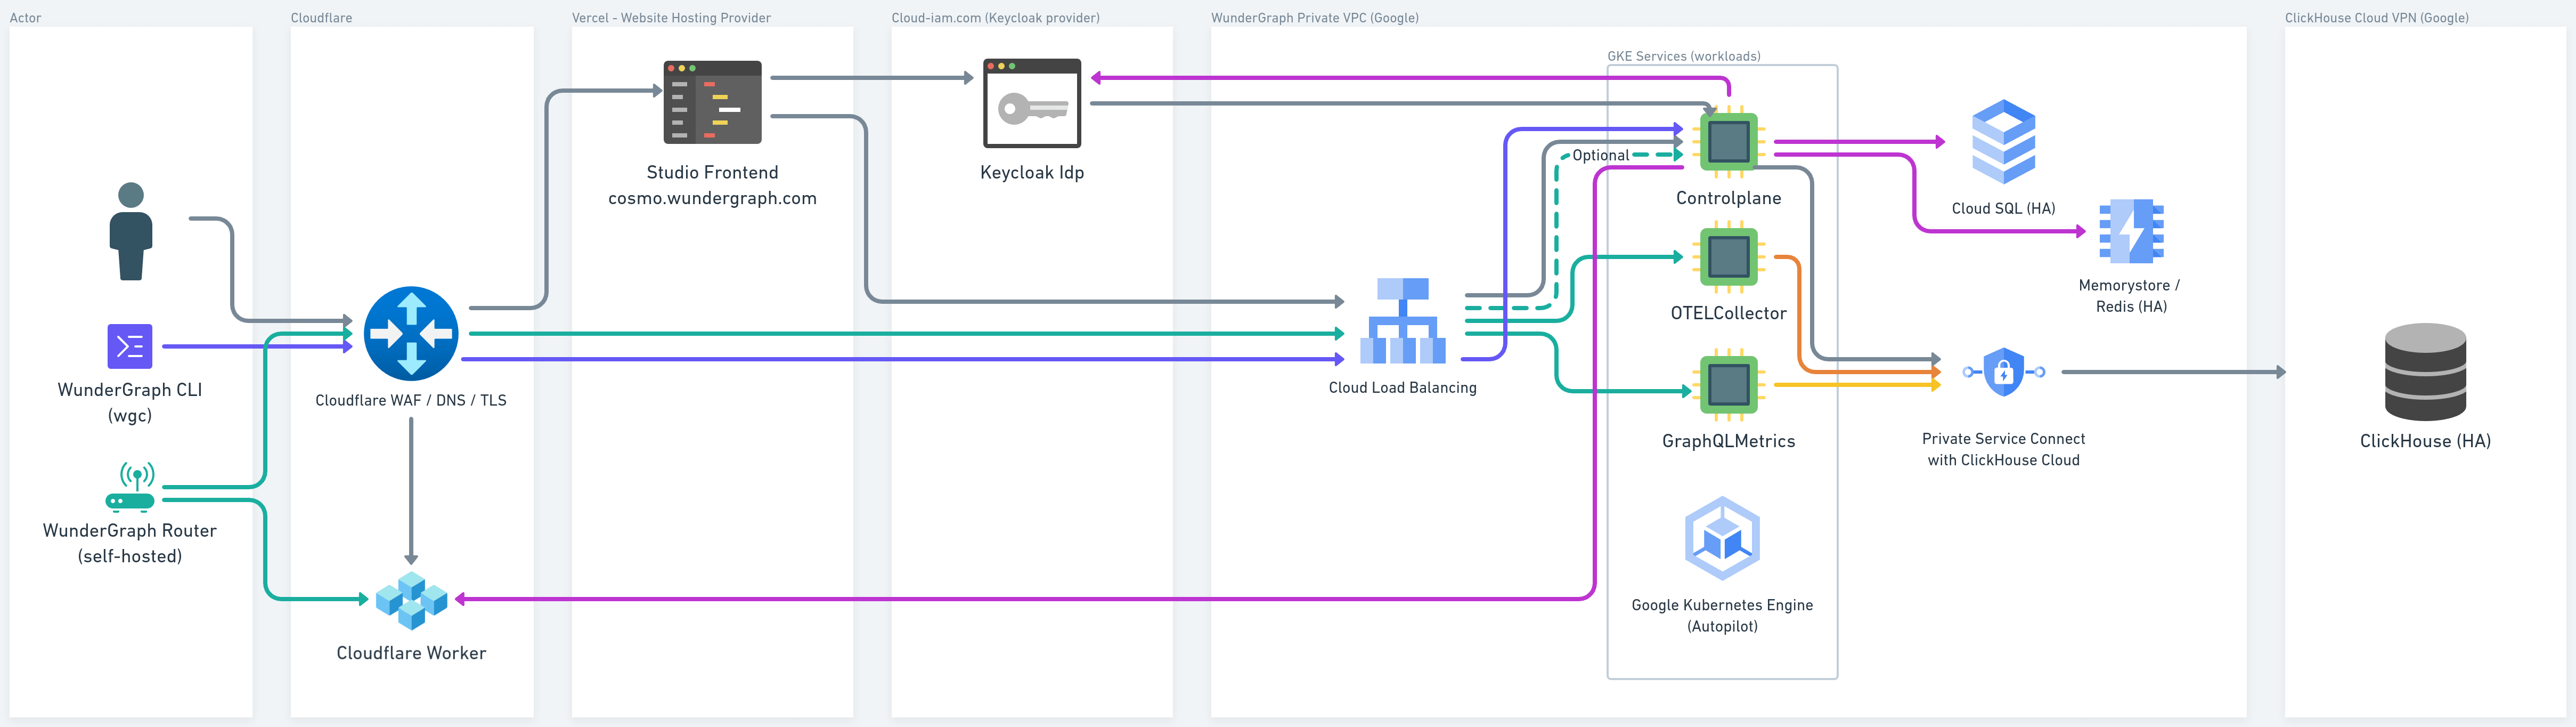 Actor
Cloudflare
Vercel - Website Hosting Provider
Cloud-iam.com (Keycloak provider)
WunderGraph Private VPC (Google)
ClickHouse Cloud VPN (Google)
GKE Services (workloads)
WunderGraph CLI
(wgc)
WunderGraph Router
(self-hosted)
Cloudflare WAF / DNS / TLS
Cloudflare Worker
Studio Frontend
cosmo.wundergraph.com
Keycloak Idp
Cloud Load Balancing
Optional
Controlplane
OTELCollector
GraphQLMetrics
Google Kubernetes Engine
(Autopilot)
Cloud SQL (HA)
Memorystore /
Redis (HA)
Private Service Connect
with ClickHouse Cloud
ClickHouse (HA)